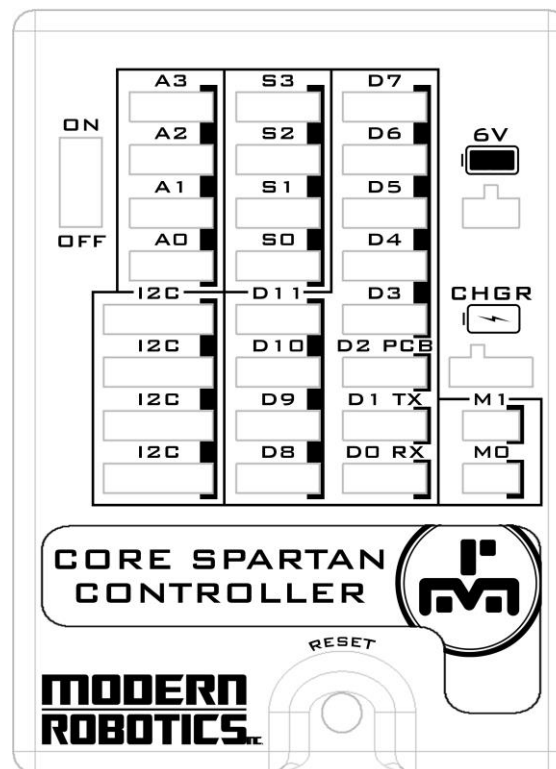 A3 S3 D7
ON A2 S2 D6 6V
A1 S1 D5
OFF A0 S0 D4
I2C D11 D3 CHGR
I2C D10 D2 PCB
I2C D9 D1 TX M1
I2C D8 D0 RX M0
CORE SPARTAN
CONTROLLER
RESET
MODERN
ROBOTICS INC.